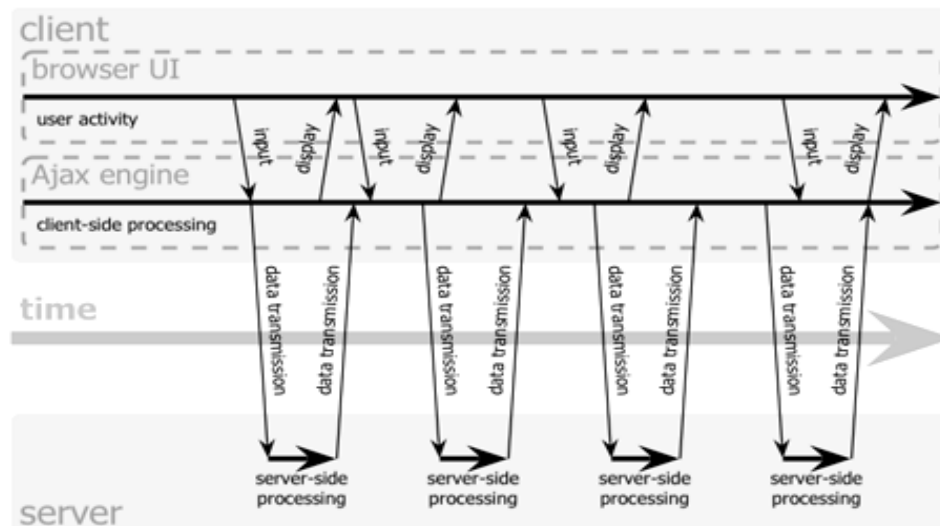 client
browser UI
user activity
input
display
input
display
input
display
input
display
Ajax engine
client-side processing
data transmission
data transmission
data transmission
data transmission
data transmission
data transmission
data transmission
data transmission
time
server-side
processing
server-side
processing
server-side
processing
server-side
processing
server